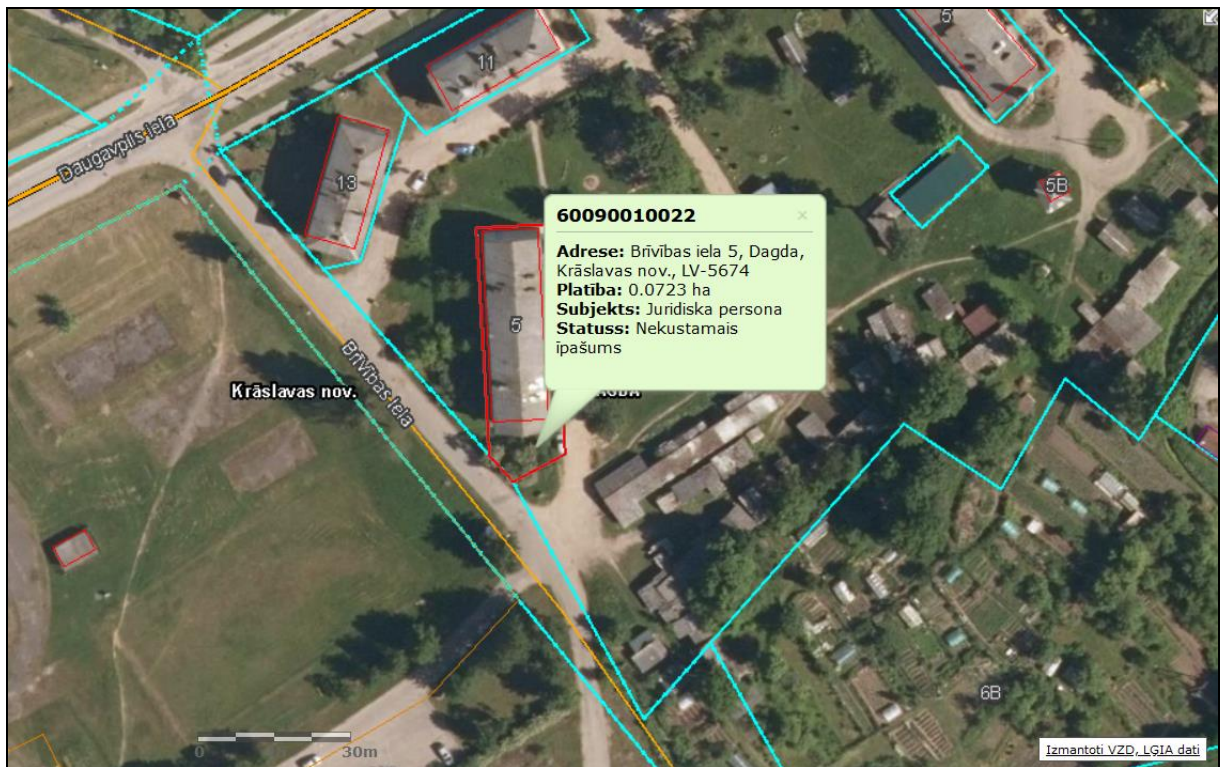 5
11
Daugavpils iela
13
5B
60090010022
×
Adrese: Brīvības iela 5, Dagda,
Krāslavas nov., LV-5674
Platība: 0.0723 ha
Subjekts: Juridiska persona
Statuss: Nekustamais
īpašums
5
Brīvības iela
Krāslavas nov.
6B
0 30m
Izmantoti VZD, LĢIA dati